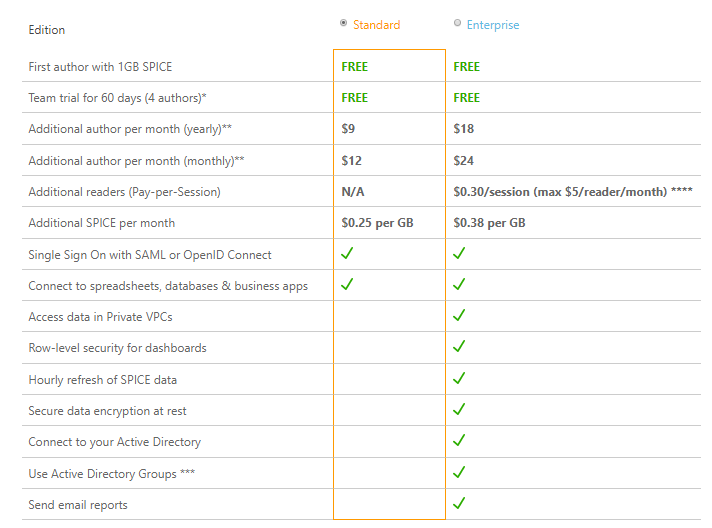 Edition Standard Enterprise
First author with 1GB SPICE FREE FREE
Team trial for 60 days (4 authors)* FREE FREE
Additional author per month (yearly)** $9 $18
Additional author per month (monthly)** $12 $24
Additional readers (Pay-per-Session) N/A $0.30/session (max $5/reader/month) ****
Additional SPICE per month $0.25 per GB $0.38 per GB
Single Sign On with SAML or OpenID Connect
Connect to spreadsheets, databases & business apps
Access data in Private VPCs
Row-level security for dashboards
Hourly refresh of SPICE data
Secure data encryption at rest
Connect to your Active Directory
Use Active Directory Groups ***
Send email reports